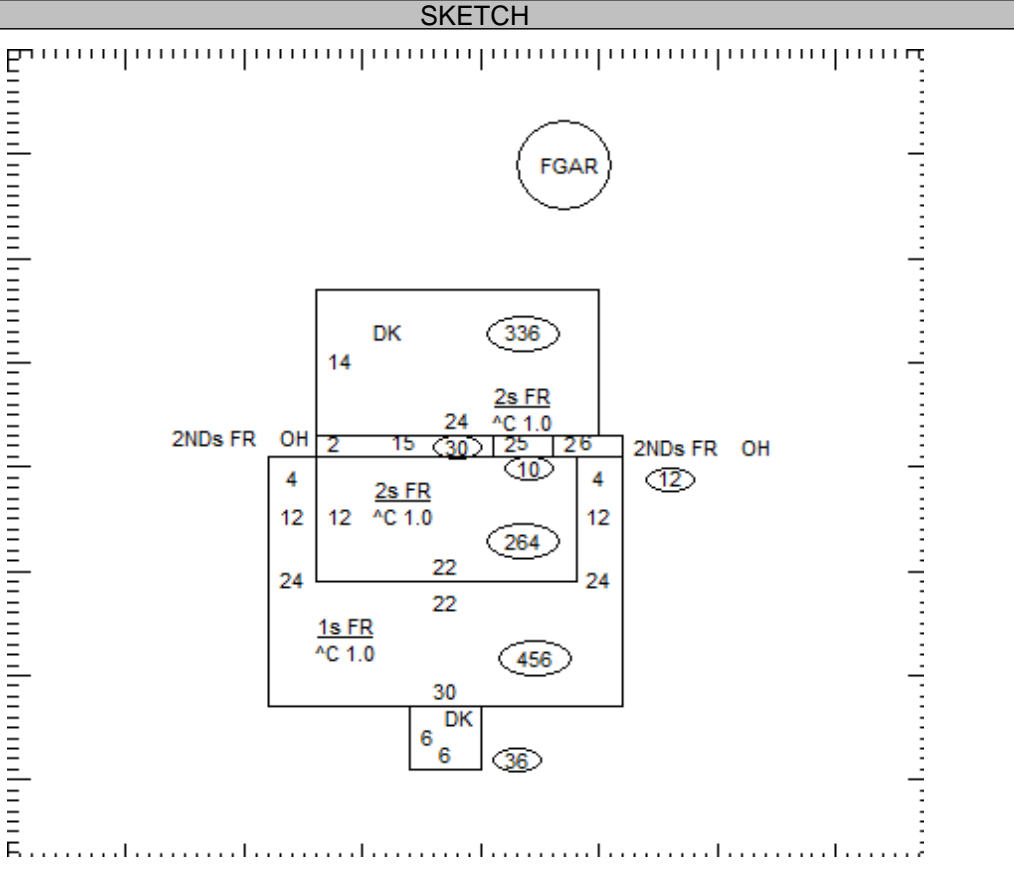 SKETCH
FGAR
DK 336
14
2s FR
24 ^C 1.0
2NDs FR OH 2 15 30 25 26 2NDs FR OH
10
4 4 12
2s FR
12 12 ^C 1.0 12
264
22
24 24
22
1s FR
^C 1.0
456
30
DK
6
6 36